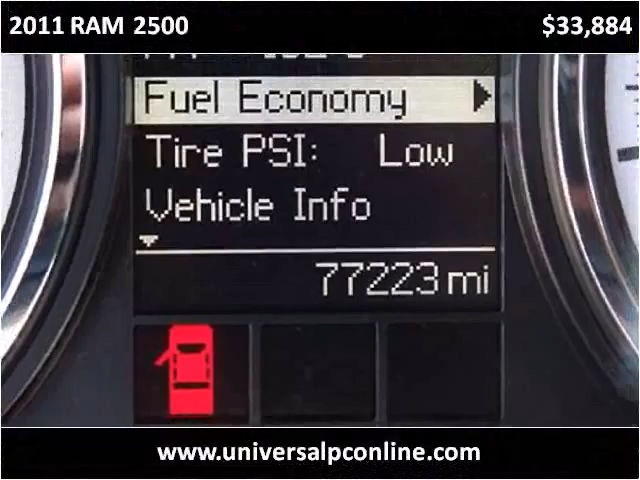 2011 RAM 2500 $33,884
Fuel Economy
Tire PSI: Low
Vehicle Info
77223 mi
www.universalpconline.com